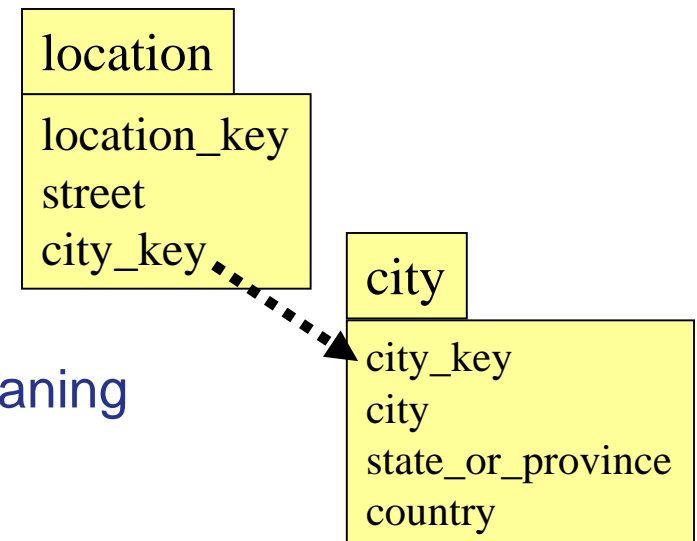 location
location_key
street
city_key
city
city_key
city
state_or_province
country
aning